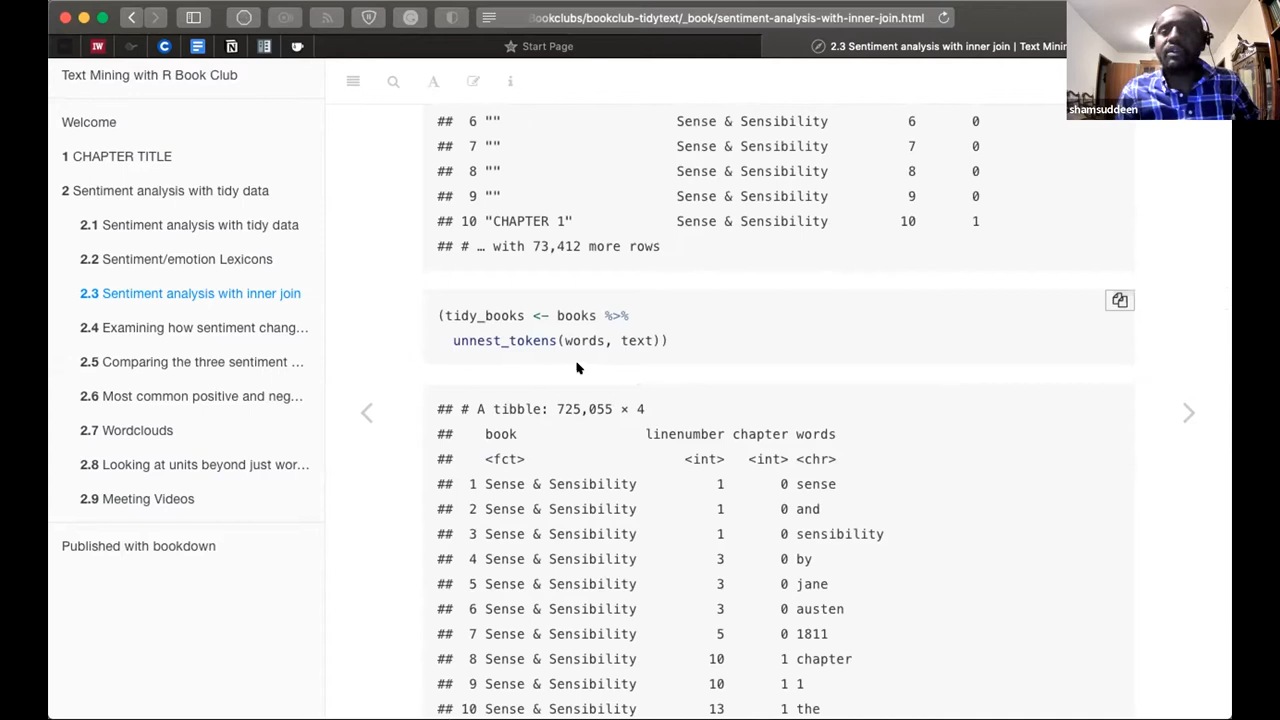 Bookclubs/bookclub-tidytext/_book/sentiment-analysis-with-inner-join.html
Start Page
2.3 Sentiment analysis with inner join | Text Minin
shamsuddeen
Text Mining with R Book Club
Welcome
1 CHAPTER TITLE
2 Sentiment analysis with tidy data
2.1 Sentiment analysis with tidy data
2.2 Sentiment/emotion Lexicons
2.3 Sentiment analysis with inner join
2.4 Examining how sentiment chang…
2.5 Comparing the three sentiment …
2.6 Most common positive and neg…
2.7 Wordclouds
2.8 Looking at units beyond just wor…
2.9 Meeting Videos
Published with bookdown
## 6 "" Sense & Sensibility 6 0
## 7 "" Sense & Sensibility 7 0
## 8 "" Sense & Sensibility 8 0
## 9 "" Sense & Sensibility 9 0
## 10 "CHAPTER 1" Sense & Sensibility 10 1
## # … with 73,412 more rows
(tidy_books <- books %>%
unnest_tokens(words, text))
## # A tibble: 725,055 × 4
## book linenumber chapter words
## <fct> <int> <int> <chr>
## 1 Sense & Sensibility 1 0 sense
## 2 Sense & Sensibility 1 0 and
## 3 Sense & Sensibility 1 0 sensibility
## 4 Sense & Sensibility 3 0 by
## 5 Sense & Sensibility 3 0 jane
## 6 Sense & Sensibility 3 0 austen
## 7 Sense & Sensibility 5 0 1811
## 8 Sense & Sensibility 10 1 chapter
## 9 Sense & Sensibility 10 1 1
## 10 Sense & Sensibility 13 1 the